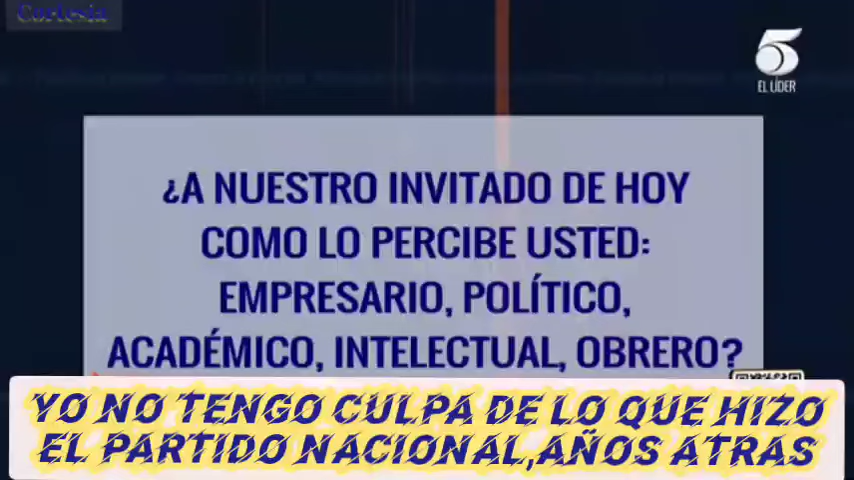 Cortesía
5
EL LÍDER
¿A NUESTRO INVITADO DE HOY
COMO LO PERCIBE USTED:
EMPRESARIO, POLÍTICO,
ACADÉMICO, INTELECTUAL, OBRERO?
YO NO TENGO CULPA DE LO QUE HIZO
EL PARTIDO NACIONAL,AÑOS ATRAS